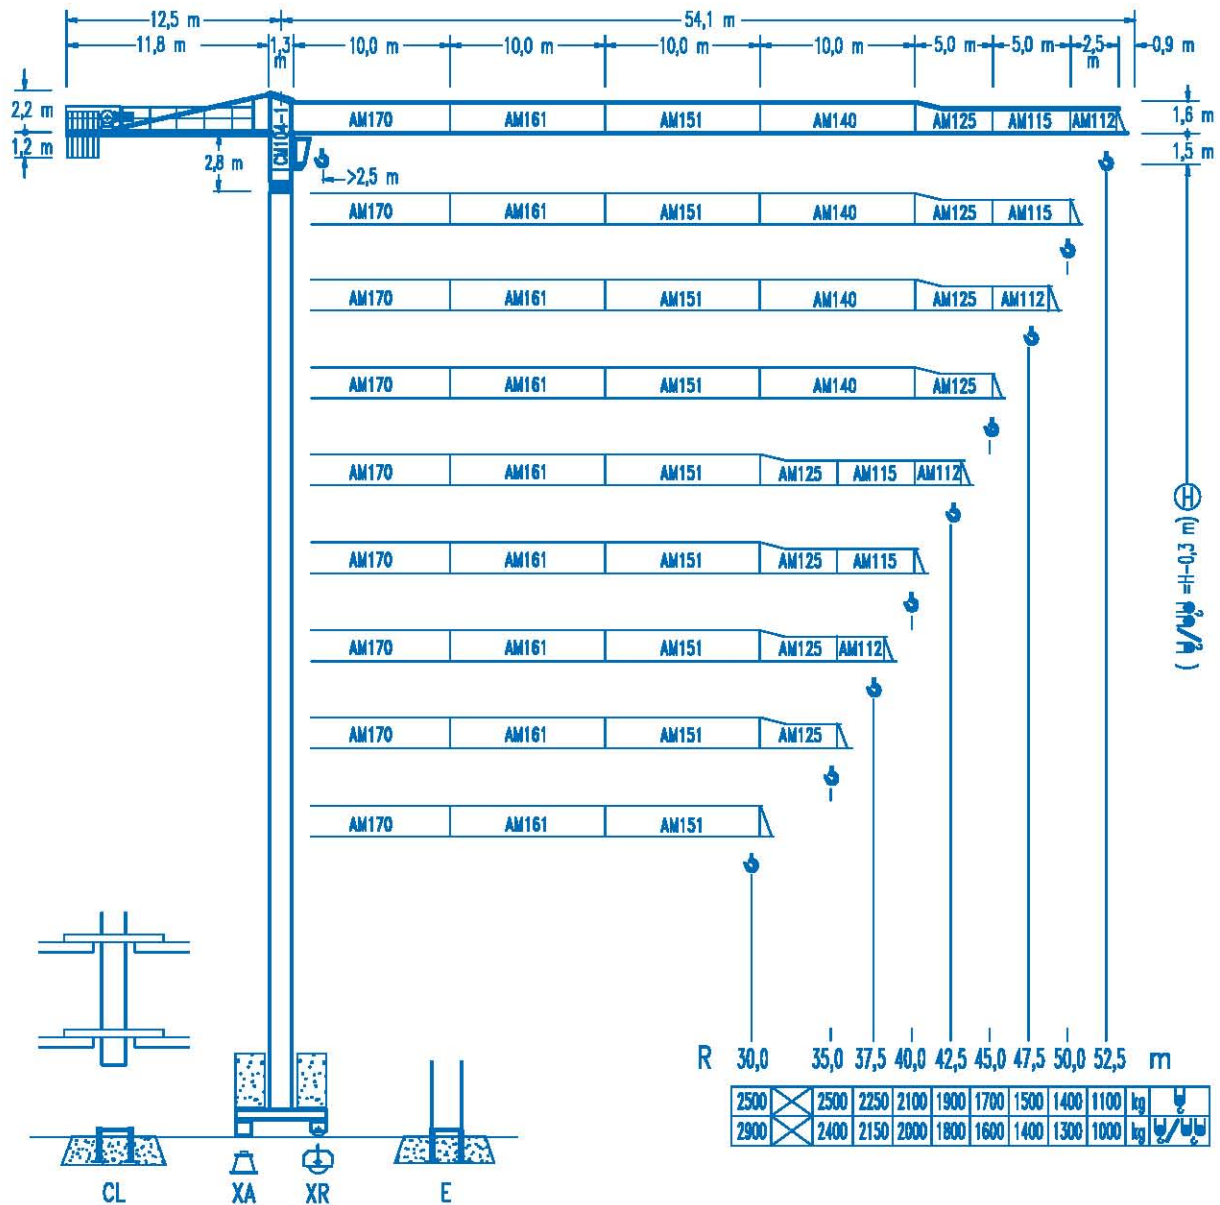 12,5 m 54,1 m
11,8 m 1,3 m 10,0 m 10,0 m 10,0 m 10,0 m 5,0 m 5,0 m 2,5 m 0,9 m
2,2 m CM104-1 AM170 AM161 AM151 AM140 AM125 AM115 AM112 1,6 m
1,2 m 2,8 m >2,5 m 1,5 m
AM170 AM161 AM151 AM140 AM125 AM115
AM170 AM161 AM151 AM140 AM125 AM112
AM170 AM161 AM151 AM140 AM125
AM170 AM161 AM151 AM125 AM115 AM112
H
( =H-0,3 m)
AM170 AM161 AM151 AM125 AM115
AM170 AM161 AM151 AM125 AM112
AM170 AM161 AM151 AM125
AM170 AM161 AM151
R 30,0 35,0 37,5 40,0 42,5 45,0 47,5 50,0 52,5 m
2500 2500 2250 2100 1900 1700 1500 1400 1100 kg
2900 2400 2150 2000 1800 1600 1400 1300 1000 kg
CL XA XR E